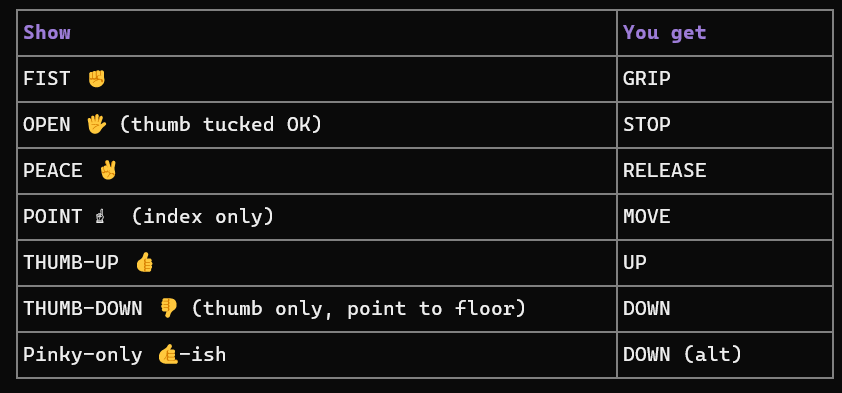 Show You get
FIST ✊ GRIP
OPEN 🖐 (thumb tucked OK) STOP
PEACE ✌ RELEASE
POINT ☝ (index only) MOVE
THUMB-UP 👍 UP
THUMB-DOWN 👎 (thumb only, point to floor) DOWN
Pinky-only 🤙-ish DOWN (alt)